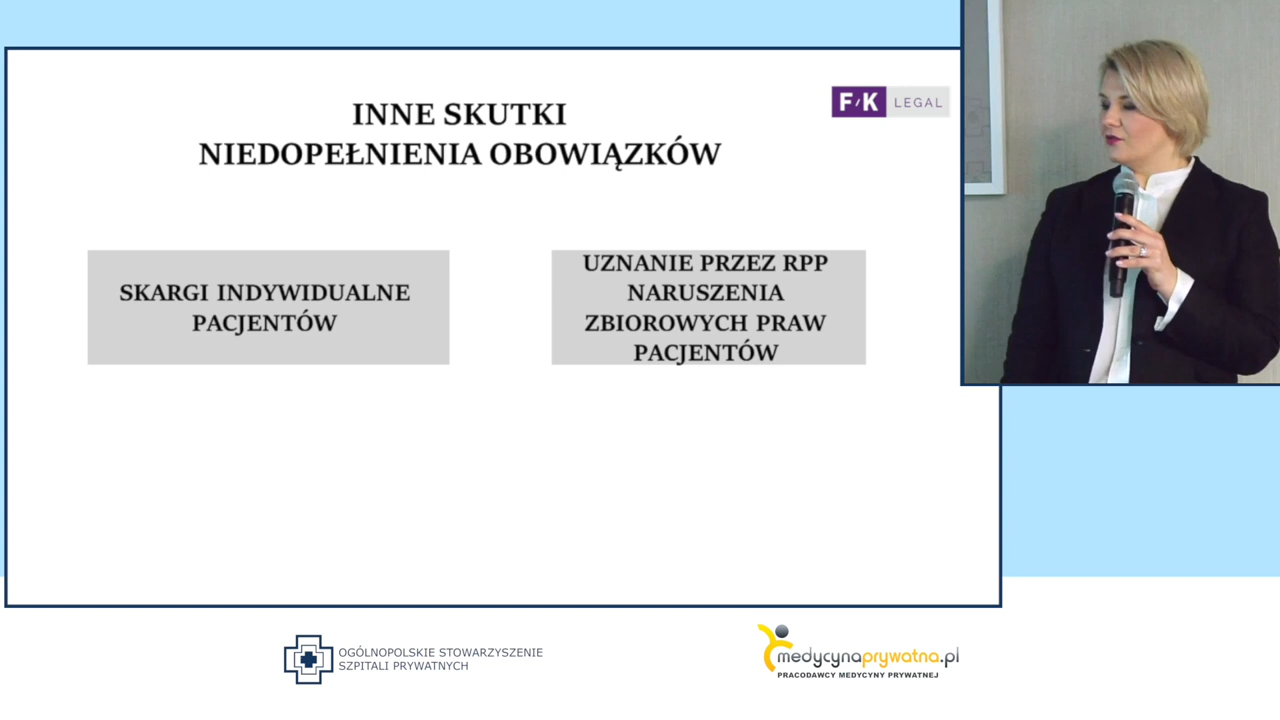 INNE SKUTKI
NIEDOPEŁNIENIA OBOWIĄZKÓW
F/K LEGAL
SKARGI INDYWIDUALNE
PACJENTÓW
UZNANIE PRZEZ RPP
NARUSZENIA
ZBIOROWYCH PRAW
PACJENTÓW
OGÓLNOPOLSKIE STOWARZYSZENIE
SZPITALI PRYWATNYCH
medycynaprywatna.pl
PRACODAWCY MEDYCYNY PRYWATNEJ